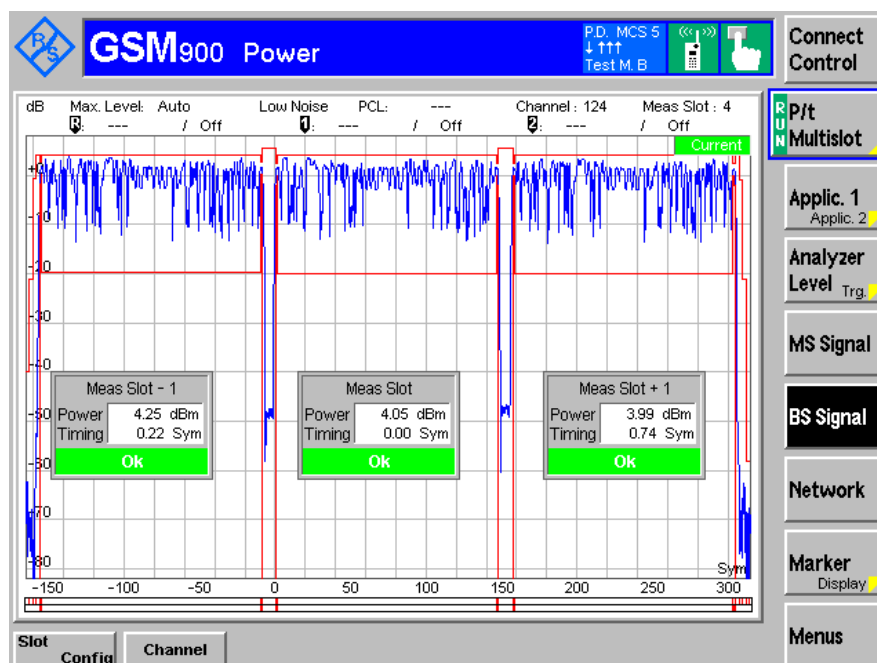 R/S
GSM900 Power
P.D. MCS 5
↓ ↑↑↑
Test M. B
Connect Control
dB Max. Level: Auto Low Noise PCL: --- Channel : 124 Meas Slot : 4
R: --- / Off 1: --- / Off 2: --- / Off
Current
RUN
P/t Multislot
Applic. 1
Applic. 2
Analyzer Level Trg.
MS Signal
BS Signal
Network
Marker
Display
Menus
+0
-10
-20
-30
-40
-50
-60
-70
-80
Meas Slot - 1
Power 4.25 dBm
Timing 0.22 Sym
Ok
Meas Slot
Power 4.05 dBm
Timing 0.00 Sym
Ok
Meas Slot + 1
Power 3.99 dBm
Timing 0.74 Sym
Ok
Sym
-150 -100 -50 0 50 100 150 200 250 300
Slot Config
Channel